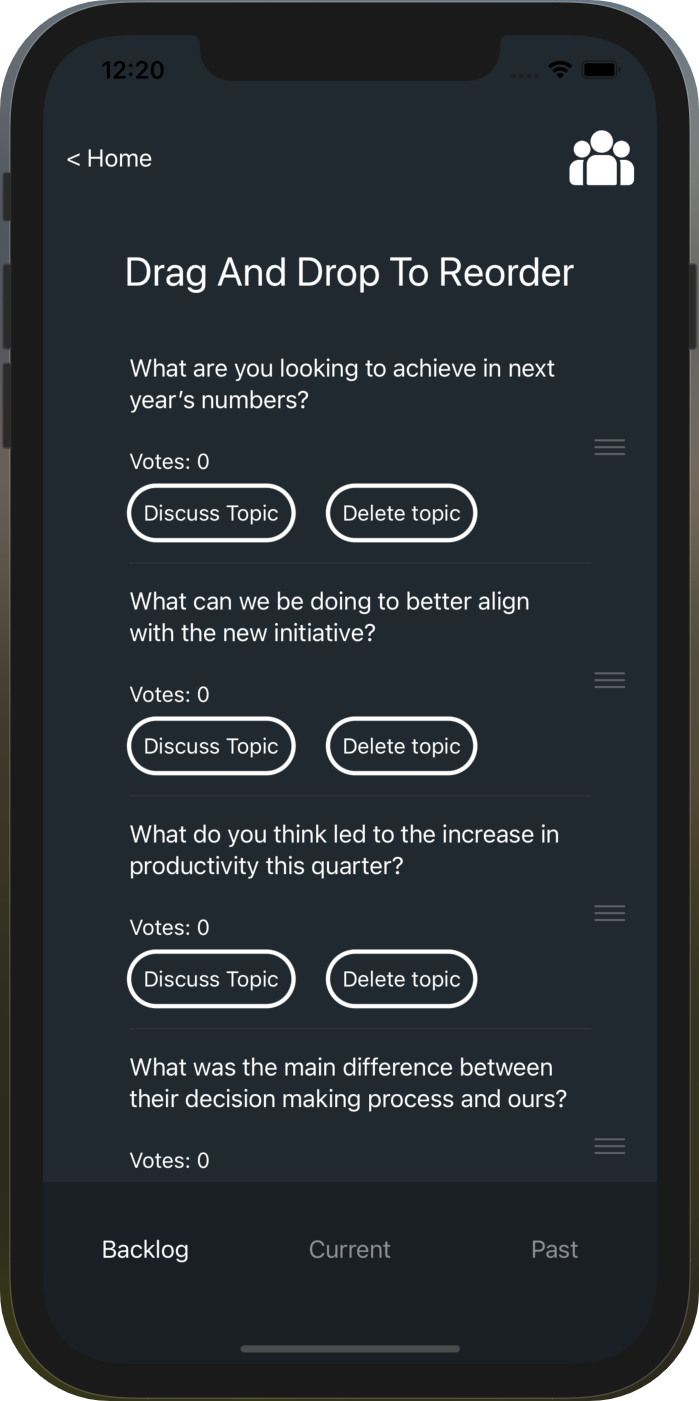 12:20
< Home
Drag And Drop To Reorder
What are you looking to achieve in next
year’s numbers?
Votes: 0
Discuss Topic Delete topic
What can we be doing to better align
with the new initiative?
Votes: 0
Discuss Topic Delete topic
What do you think led to the increase in
productivity this quarter?
Votes: 0
Discuss Topic Delete topic
What was the main difference between
their decision making process and ours?
Votes: 0
Backlog Current Past